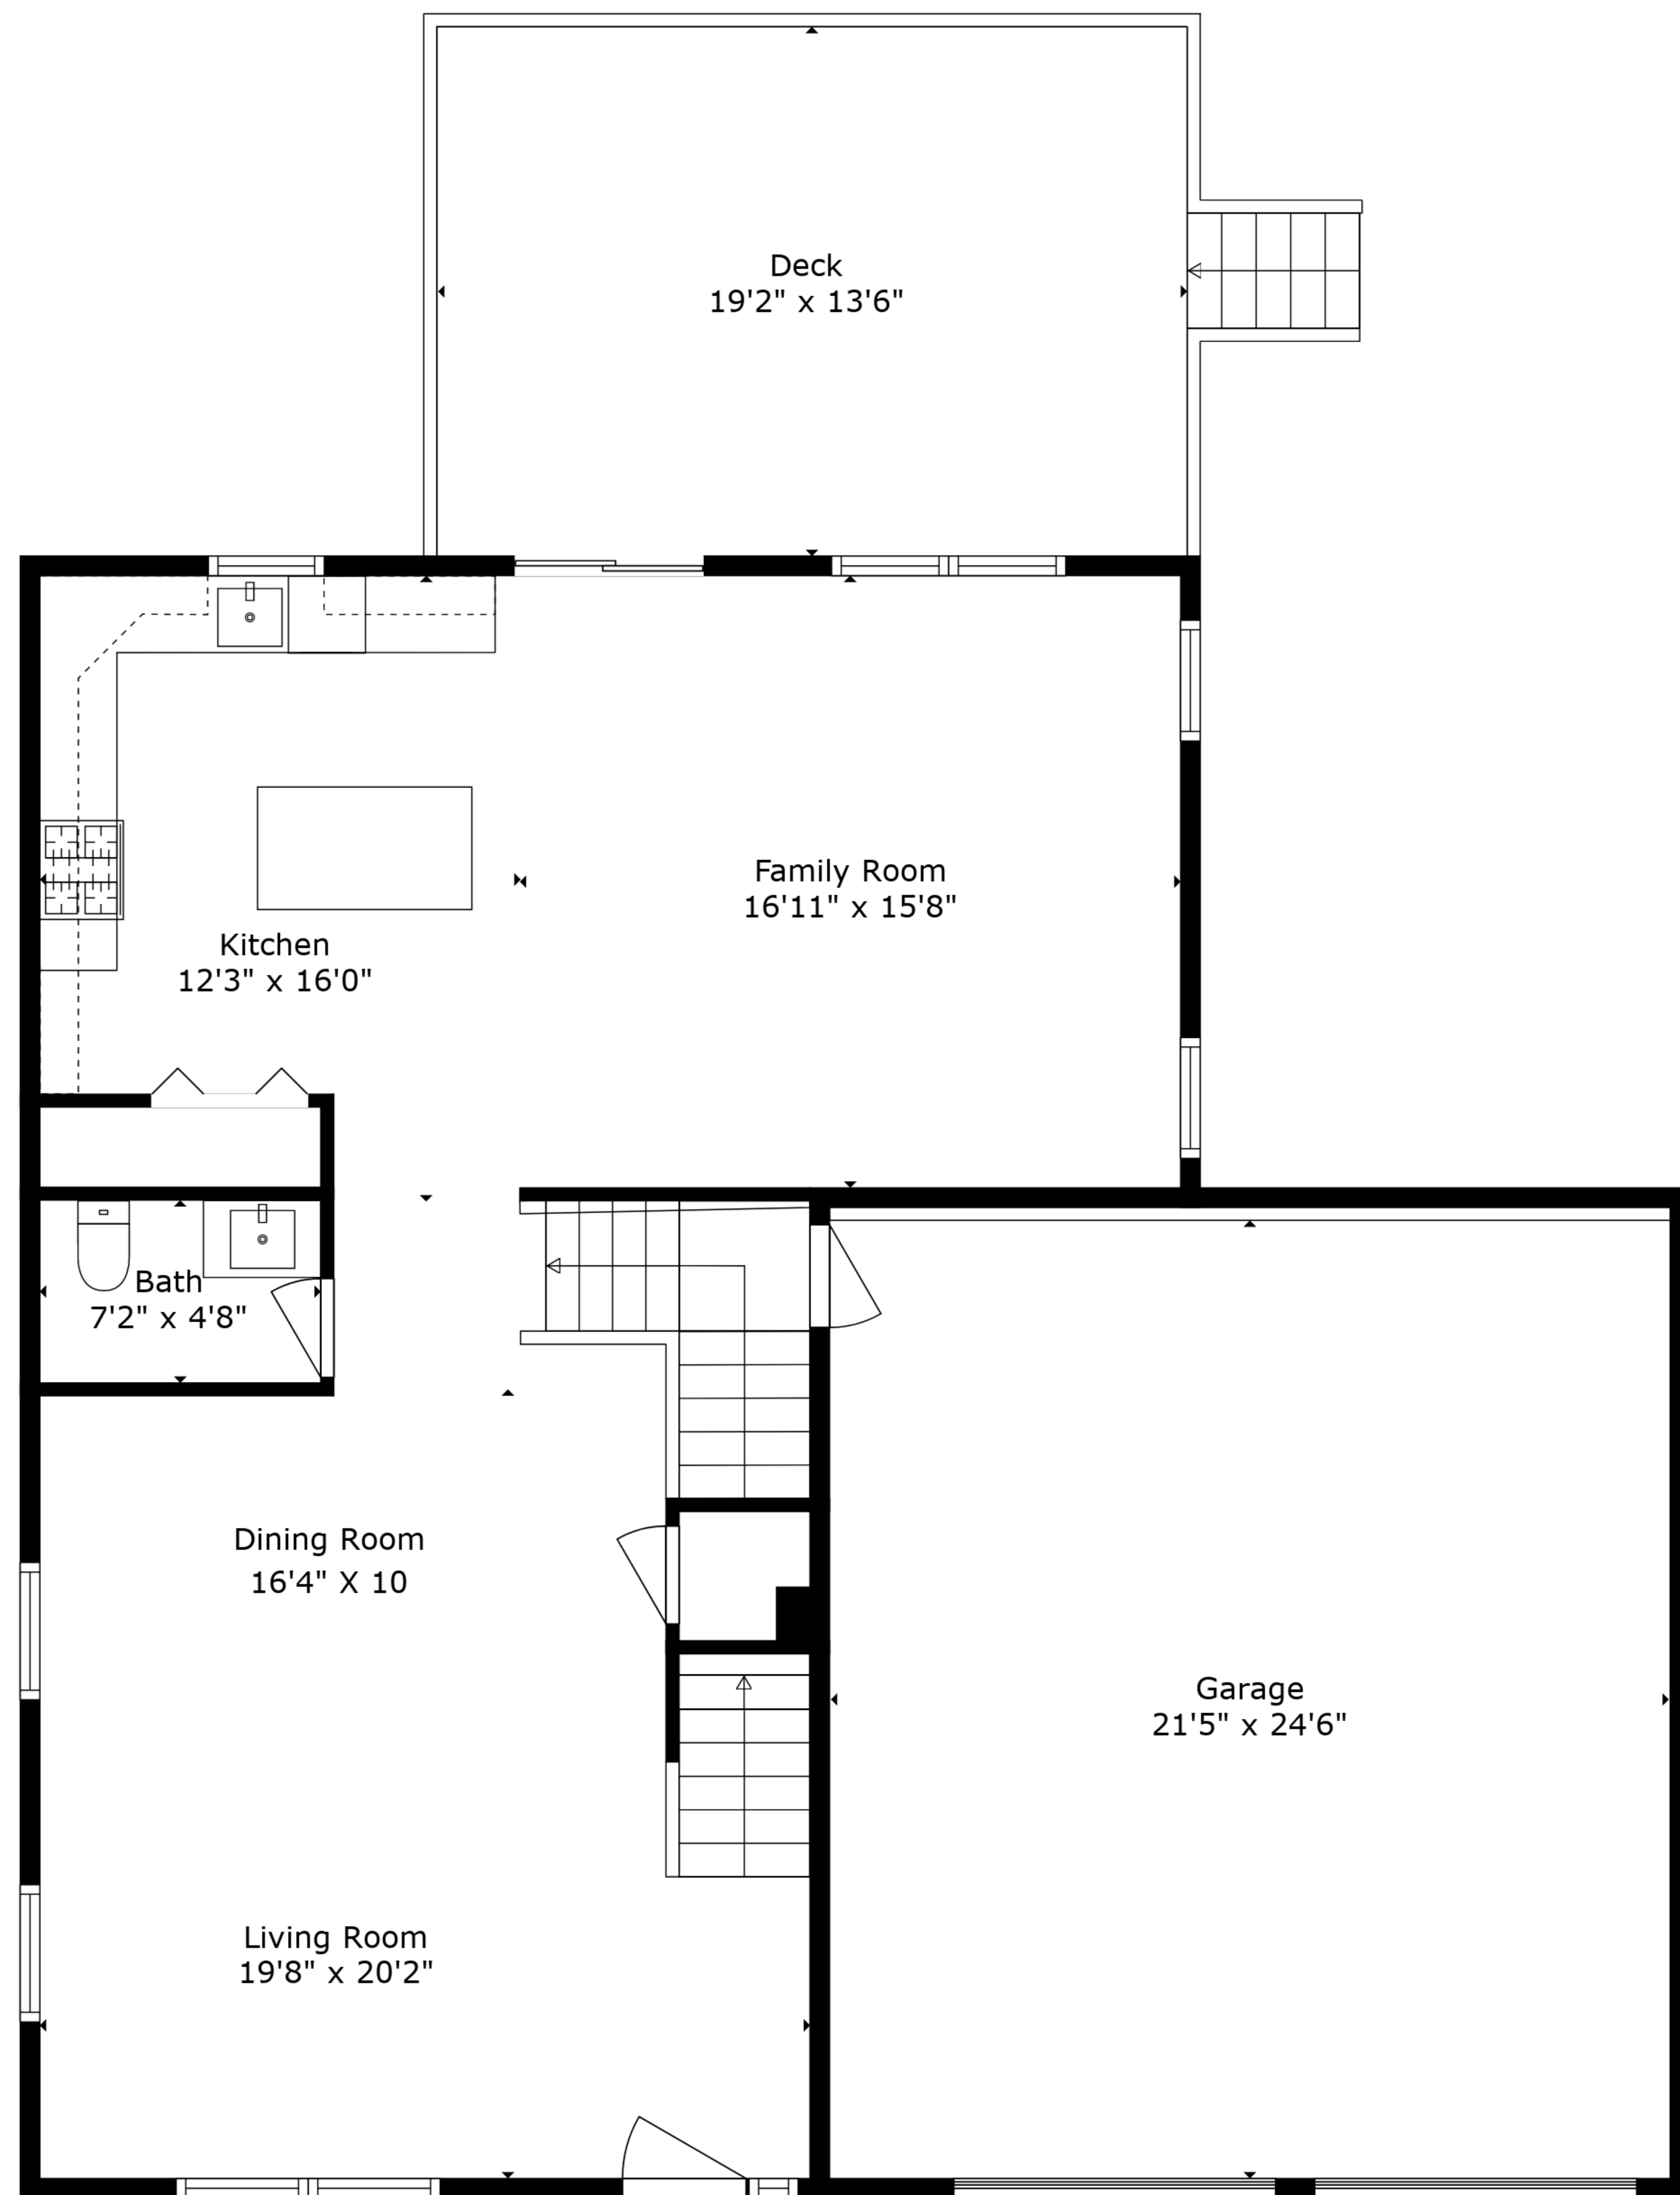 Deck
19'2" x 13'6"
Family Room
16'11" x 15'8"
Kitchen
12'3" x 16'0"
Bath
7'2" x 4'8"
Dining Room
16'4" X 10
Garage
21'5" x 24'6"
Living Room
19'8" x 20'2"